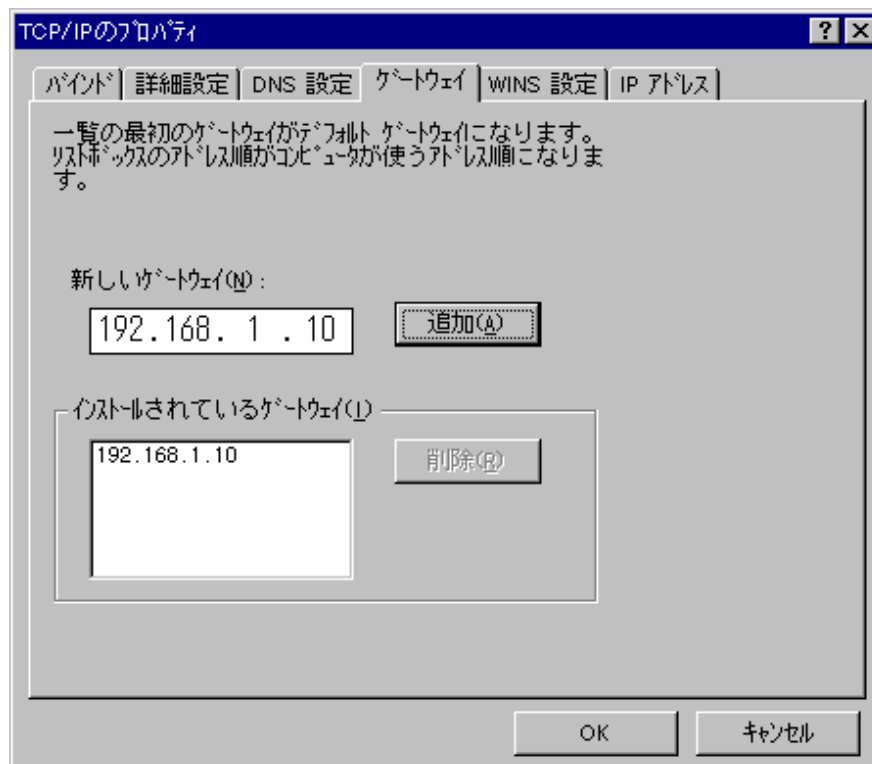 TCP/IPのﾌﾟﾛﾊﾟﾃｨ
ﾊﾞｲﾝﾄﾞ 詳細設定 DNS 設定 ｹﾞｰﾄｳｪｲ WINS 設定 IP ｱﾄﾞﾚｽ
一覧の最初のｹﾞｰﾄｳｪｲがﾃﾞﾌｫﾙﾄ ｹﾞｰﾄｳｪｲになります。
ﾘｽﾄﾎﾞｯｸｽのｱﾄﾞﾚｽ順がｺﾝﾋﾟｭｰﾀが使うｱﾄﾞﾚｽ順になりま
す。
新しいｹﾞｰﾄｳｪｲ(N):
192.168. 1 .10 追加(A)
ｲﾝｽﾄｰﾙされているｹﾞｰﾄｳｪｲ(I)
192.168.1.10 削除(R)
OK ｷｬﾝｾﾙ